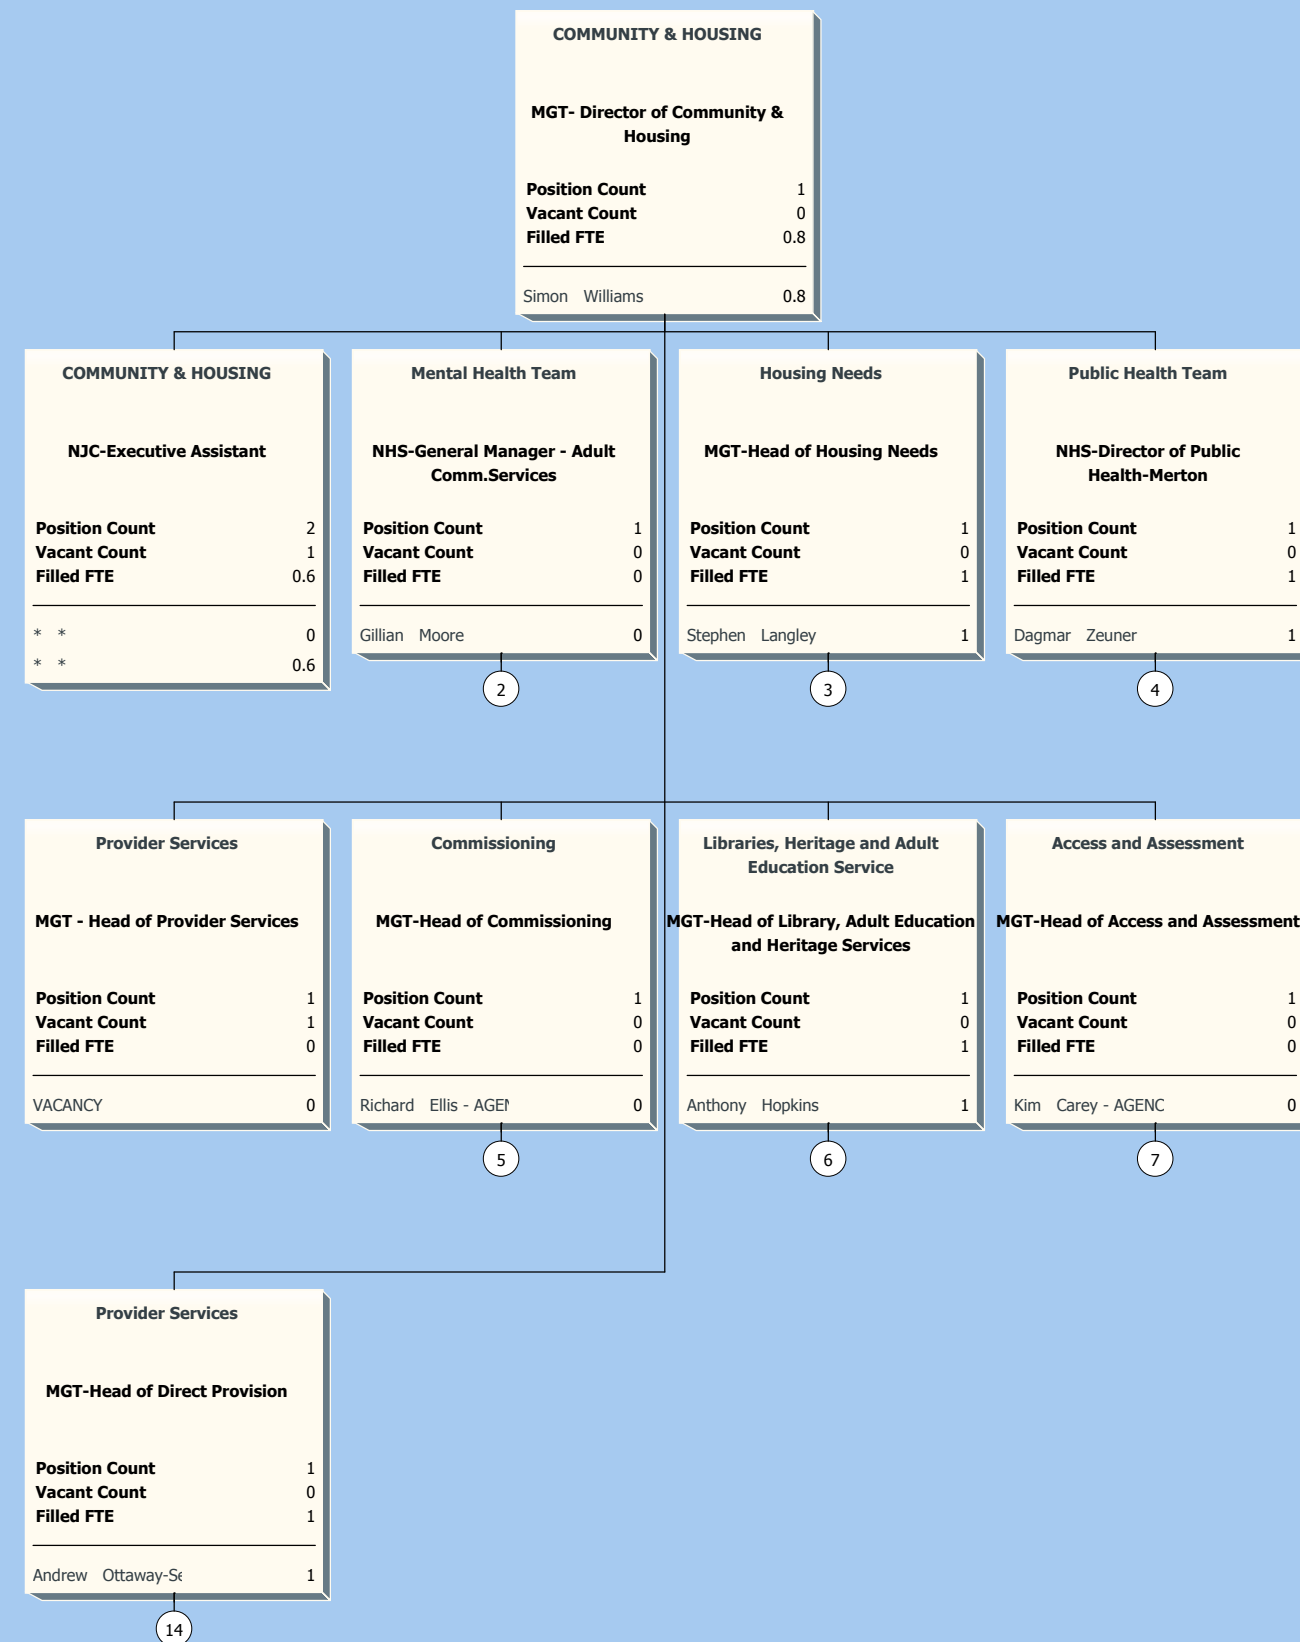 COMMUNITY & HOUSING
MGT- Director of Community &
Housing
Position Count 1
Vacant Count 0
Filled FTE 0.8
Simon Williams 0.8
COMMUNITY & HOUSING
NJC-Executive Assistant
Position Count 2
Vacant Count 1
Filled FTE 0.6
* * 0
* * 0.6
Mental Health Team
NHS-General Manager - Adult
Comm.Services
Position Count 1
Vacant Count 0
Filled FTE 0
Gillian Moore 0
2
Housing Needs
MGT-Head of Housing Needs
Position Count 1
Vacant Count 0
Filled FTE 1
Stephen Langley 1
3
Public Health Team
NHS-Director of Public
Health-Merton
Position Count 1
Vacant Count 0
Filled FTE 1
Dagmar Zeuner 1
4
Provider Services
MGT - Head of Provider Services
Position Count 1
Vacant Count 1
Filled FTE 0
VACANCY 0
Commissioning
MGT-Head of Commissioning
Position Count 1
Vacant Count 0
Filled FTE 0
Richard Ellis - AGEN 0
5
Libraries, Heritage and Adult
Education Service
MGT-Head of Library, Adult Education
and Heritage Services
Position Count 1
Vacant Count 0
Filled FTE 1
Anthony Hopkins 1
6
Access and Assessment
MGT-Head of Access and Assessment
Position Count 1
Vacant Count 0
Filled FTE 0
Kim Carey - AGENC 0
7
Provider Services
MGT-Head of Direct Provision
Position Count 1
Vacant Count 0
Filled FTE 1
Andrew Ottaway-Se 1
14